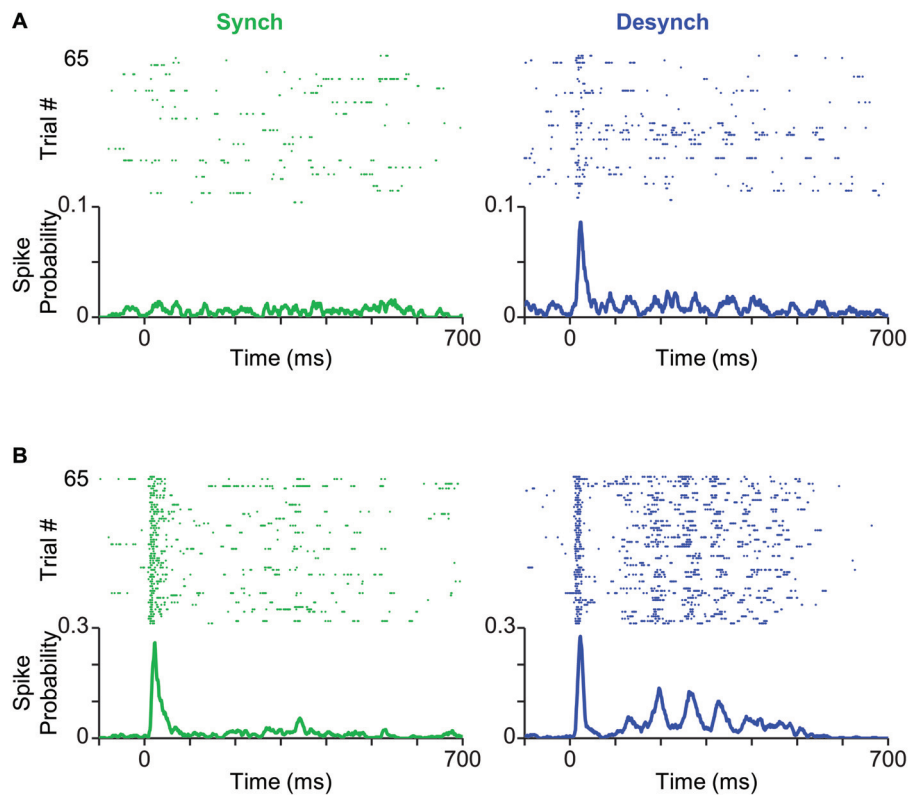 A
Synch
Desynch
65
Trial #
0.1
Spike
Probability
0
0
700
Time (ms)
0.1
0
0
700
Time (ms)
B
65
Trial #
0.3
Spike
Probability
0
0
700
Time (ms)
0.3
0
0
700
Time (ms)